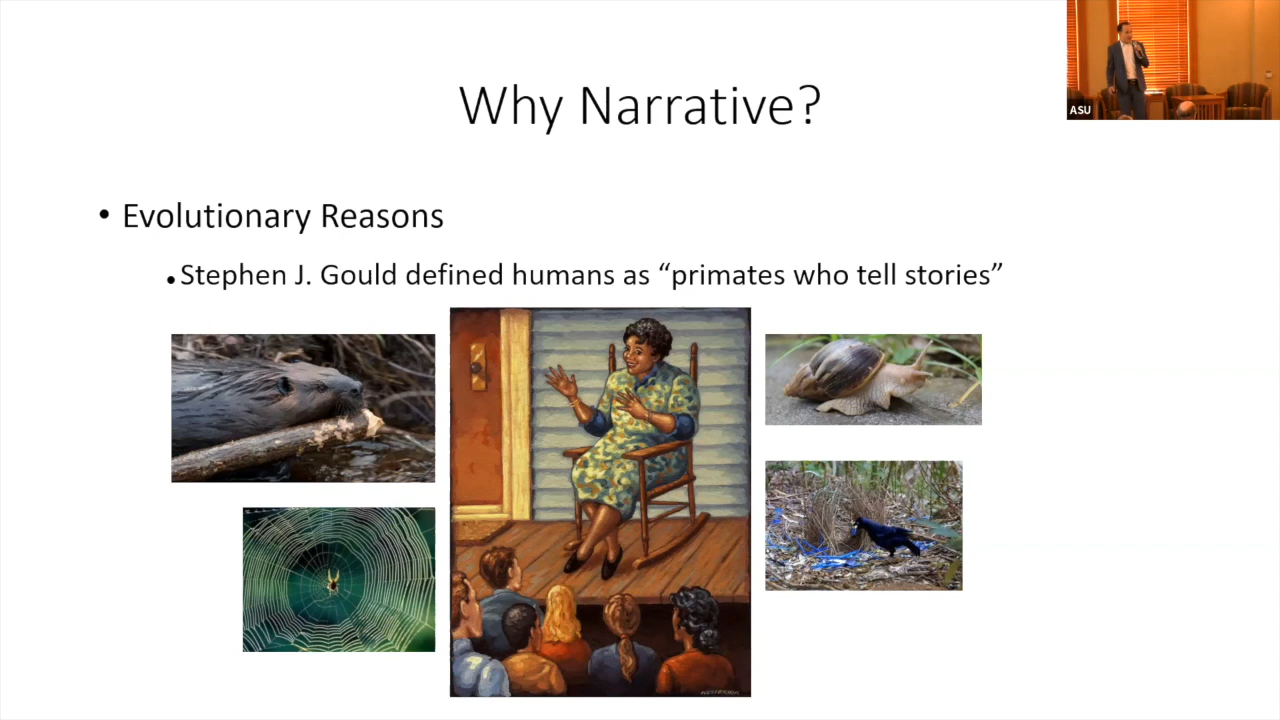 Why Narrative?
ASU
• Evolutionary Reasons
• Stephen J. Gould defined humans as “primates who tell stories”